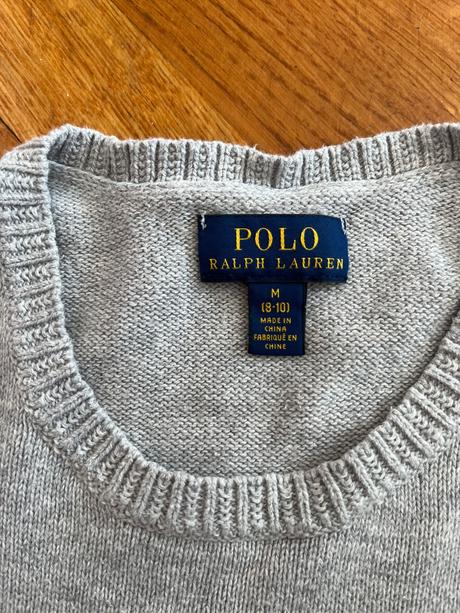 POLO
RALPH LAUREN
M
(8-10)
MADE IN
CHINA
FABRIQUÉ EN
CHINE